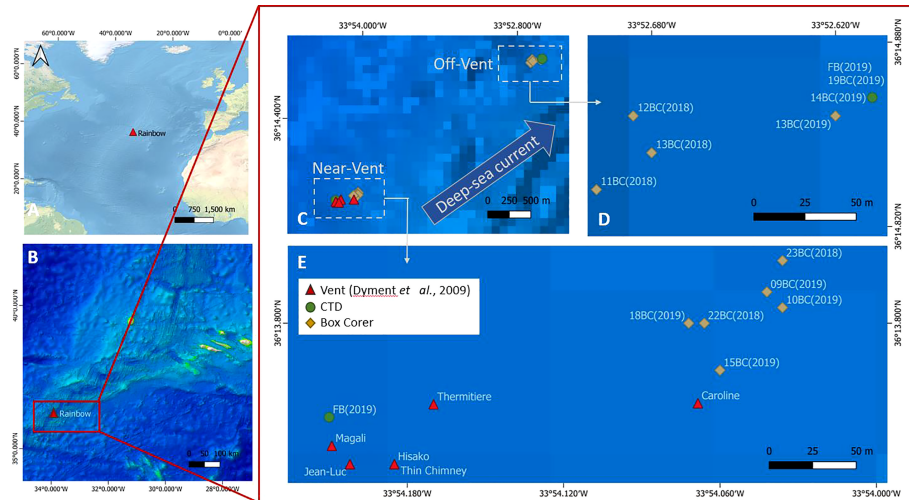 60°0.000'W 40°0.000'W 20°0.000'W 0°0.000'
60°0.000'N
40°0.000'N
20°0.000'N
Rainbow
0 750 1,500 km
A
B
40°0.000'N
35°0.000'N
Rainbow
0 50 100 km
34°0.000'W 32°0.000'W 30°0.000'W 28°0.000'W
33°54.000'W 33°52.800'W
36°14.400'N
Off-Vent
Near-Vent
Deep-sea current
C
0 250 500 m
33°52.680'W 33°52.620'W
36°14.880'N
36°14.820'N
FB(2019)
19BC(2019)
14BC(2019)
12BC(2018)
13BC(2019)
13BC(2018)
11BC(2018)
D
0 25 50 m
E
Vent (Dyment et al., 2009)
CTD
Box Corer
36°13.800'N
23BC(2018)
09BC(2019)
10BC(2019)
18BC(2019) 22BC(2018)
15BC(2019)
Caroline
Thermitiere
FB(2019)
Magali
Hisako
Jean-Luc Thin Chimney
0 25 50 m
33°54.180'W 33°54.120'W 33°54.060'W 33°54.000'W